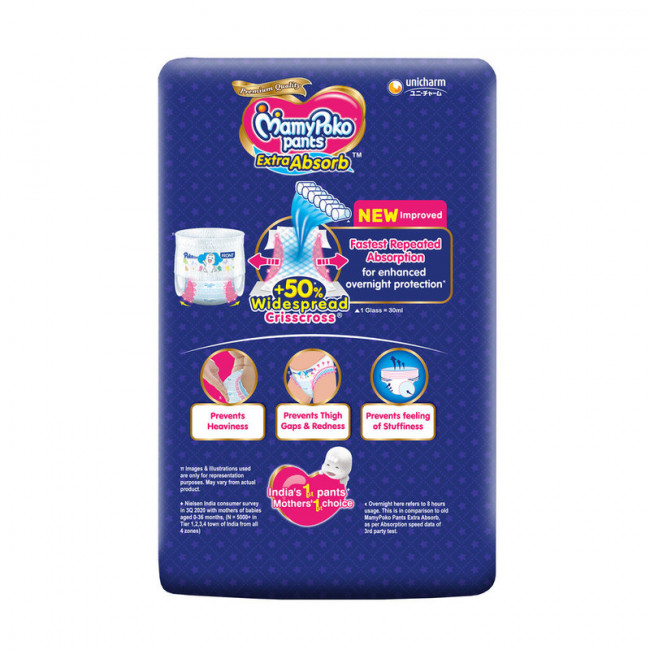 Premium Quality
unicharm
ユニ・チャーム
MamyPoko
pants
Extra Absorb™
NEW Improved
Fastest Repeated
Absorption
for enhanced
overnight protection*
+50%
Widespread
Crisscross®
▲1 Glass = 30ml
Prevents
Heaviness
Prevents Thigh
Gaps & Redness
Prevents feeling
of Stuffiness
π Images & Illustrations used
are only for representation
purposes. May vary from actual
product.
♦ Nielsen India consumer survey
in 3Q 2020 with mothers of babies
aged 0-36 months, (N = 5000+ in
Tier 1,2,3,4 town of India from all
4 zones)
India's 1st pants
Mothers' 1st choice
♦ Overnight here refers to 8 hours
usage. This is in comparison to old
MamyPoko Pants Extra Absorb,
as per Absorption speed data of
3rd party test.